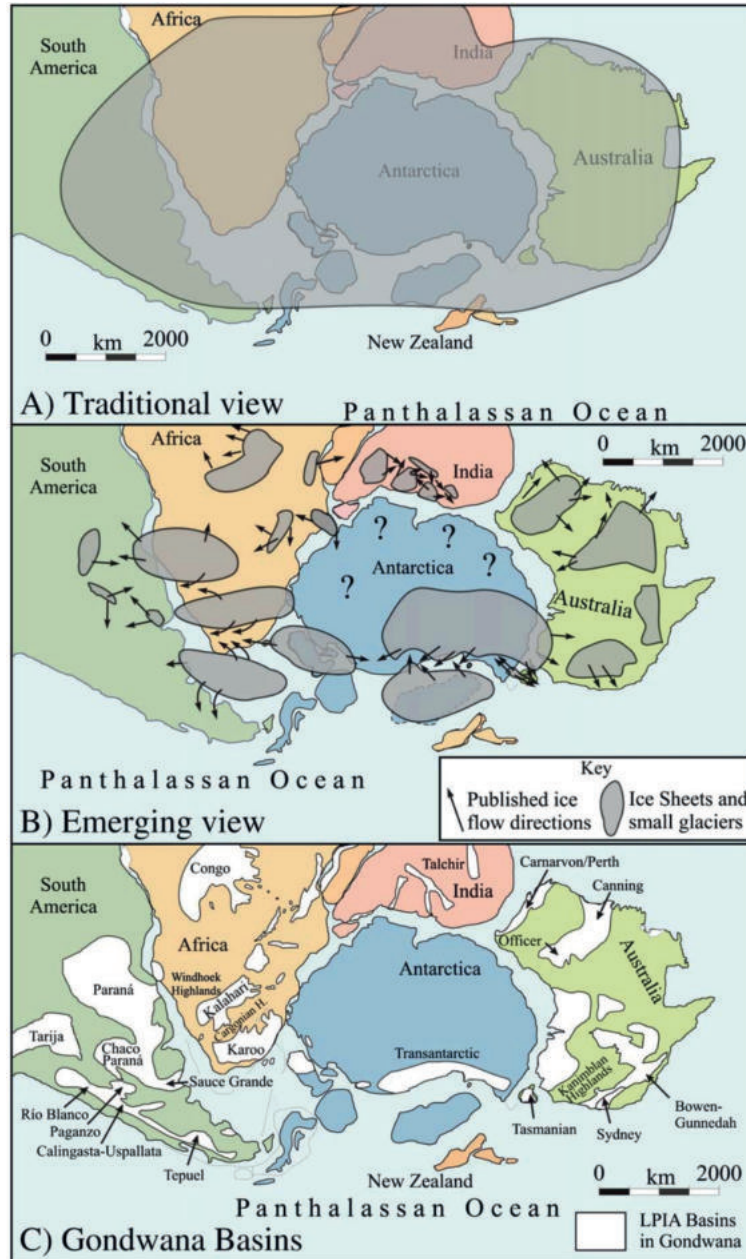 Africa
South
America
India
Antarctica
Australia
0 2000
km
New Zealand
A) Traditional view
Panthalassan Ocean
Africa
South
America
India
0 2000
km
? ? ? ?
Antarctica
Australia
Panthalassan Ocean
B) Emerging view
Key
Published ice
flow directions
Ice Sheets and
small glaciers
Congo
Talchir
India
Carnarvon/Perth
Canning
South
America
Africa
Officer
Antarctica
Australia
Windhoek
Highlands
Kalahari
Cargonian H.
Karoo
Paraná
Tarija
Chaco
Paraná
Sauce Grande
Transantarctic
Kanimblan
Highlands
Río Blanco
Paganzo
Calingasta-Uspallata
Tepuel
Tasmanian
Sydney
Bowen-
Gunnedah
New Zealand
0 2000
km
Panthalassan Ocean
C) Gondwana Basins
LPIA Basins
in Gondwana